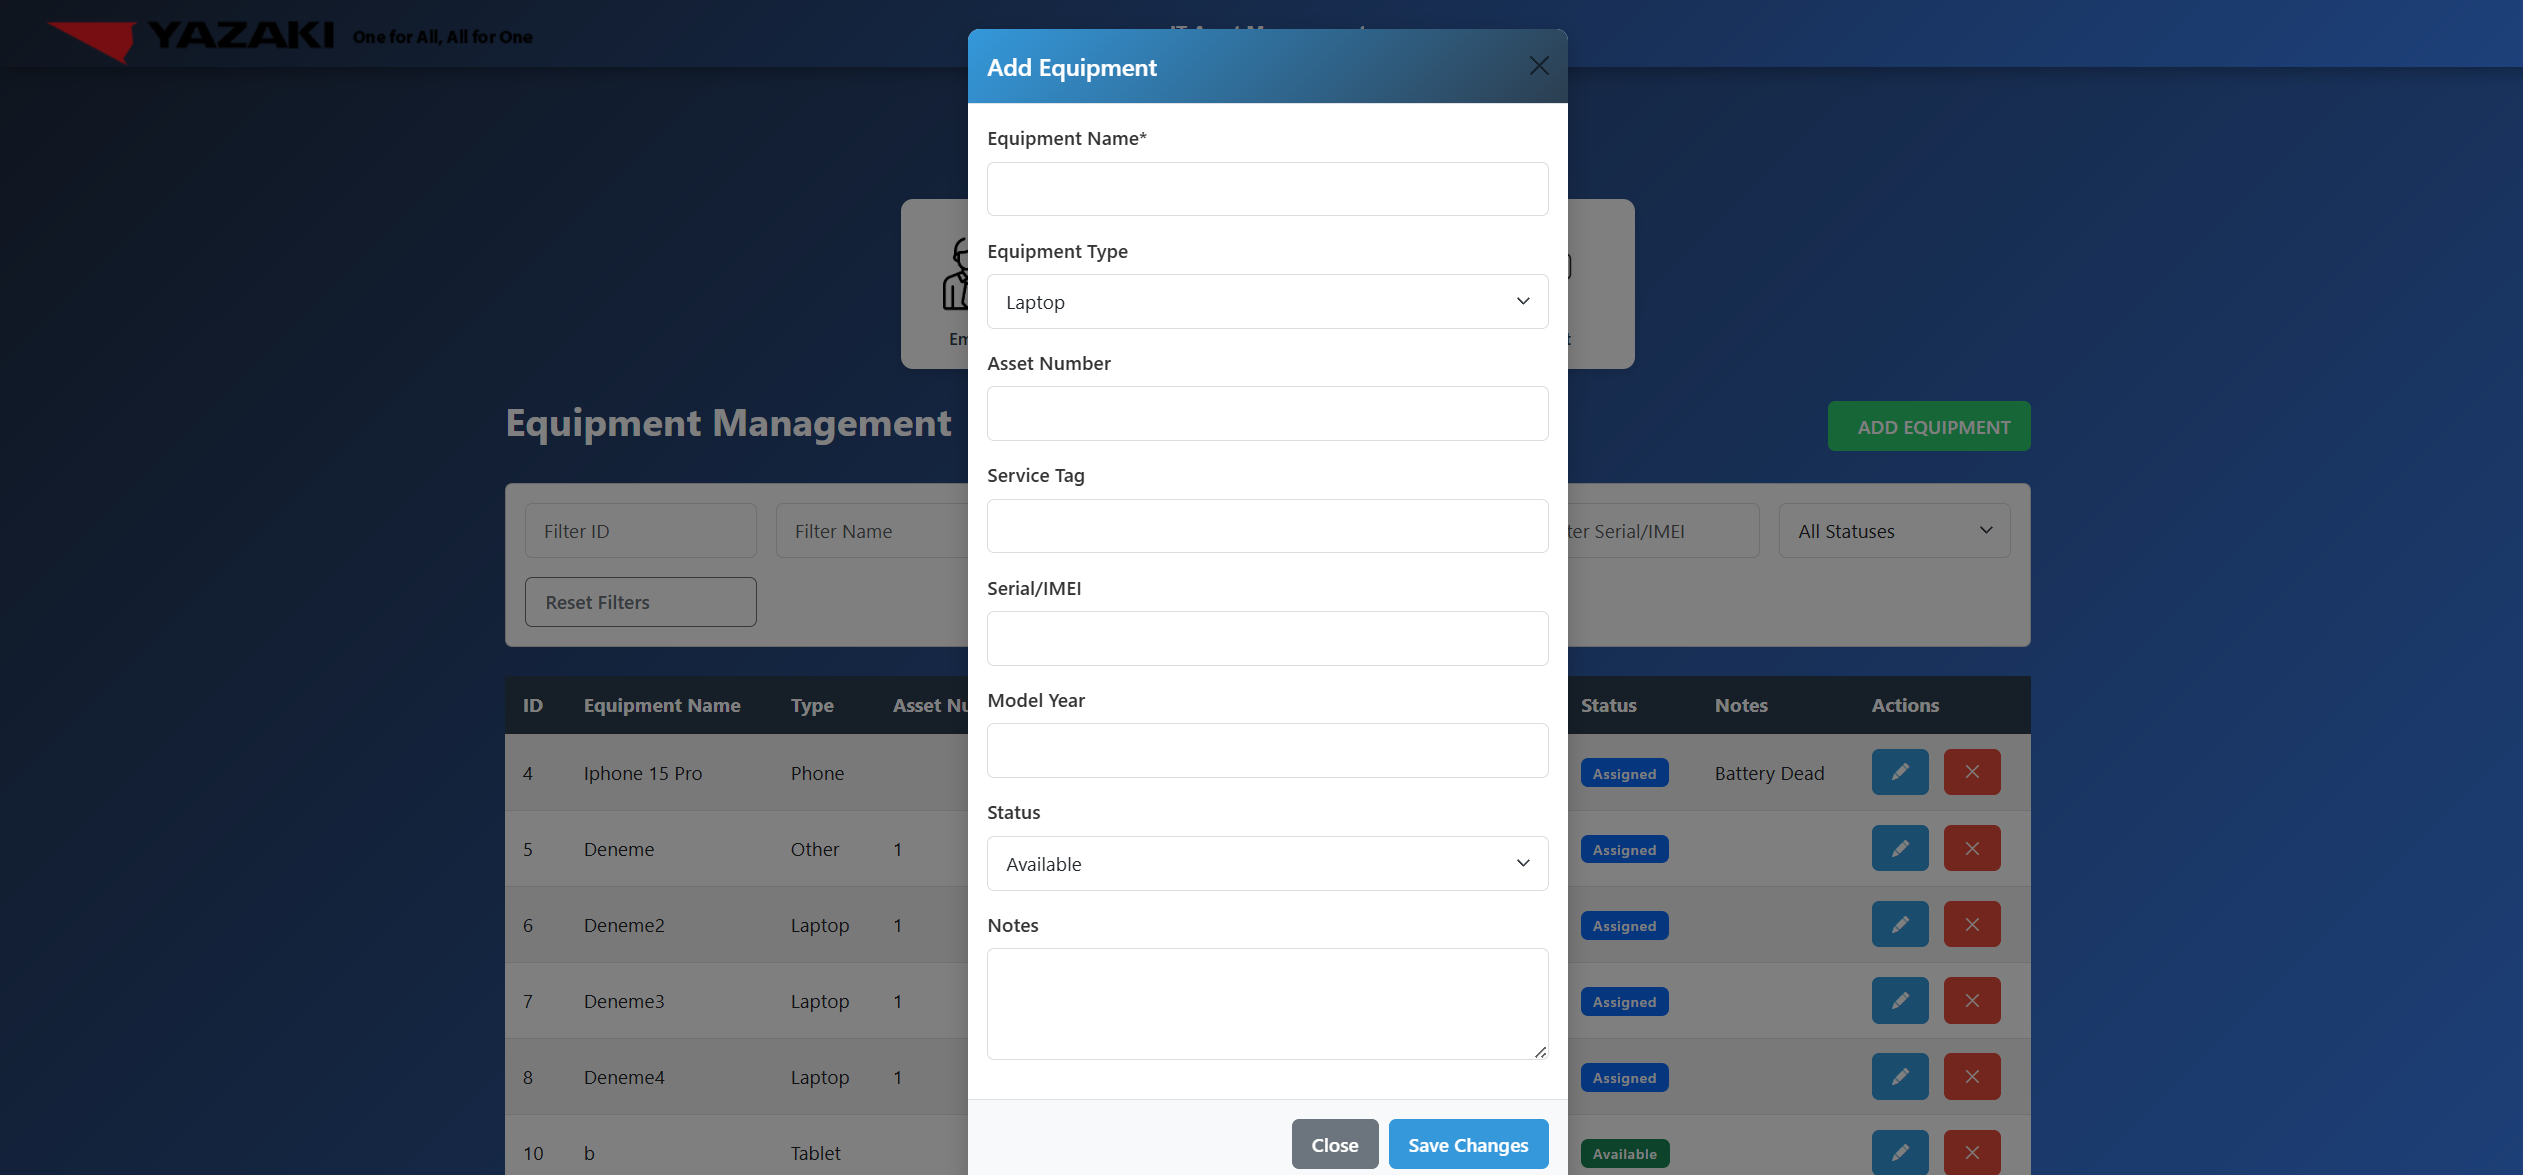 YAZAKI One for All, All for One
Add Equipment
Equipment Name*
Equipment Type
Laptop
Asset Number
Service Tag
Serial/IMEI
Model Year
Status
Available
Notes
Close Save Changes
Equipment Management
ADD EQUIPMENT
Filter ID Filter Name Serial/IMEI All Statuses
Reset Filters
ID Equipment Name Type Asset Status Notes Actions
4 Iphone 15 Pro Phone Assigned Battery Dead
5 Deneme Other 1 Assigned
6 Deneme2 Laptop 1 Assigned
7 Deneme3 Laptop 1 Assigned
8 Deneme4 Laptop 1 Assigned
10 b Tablet Available